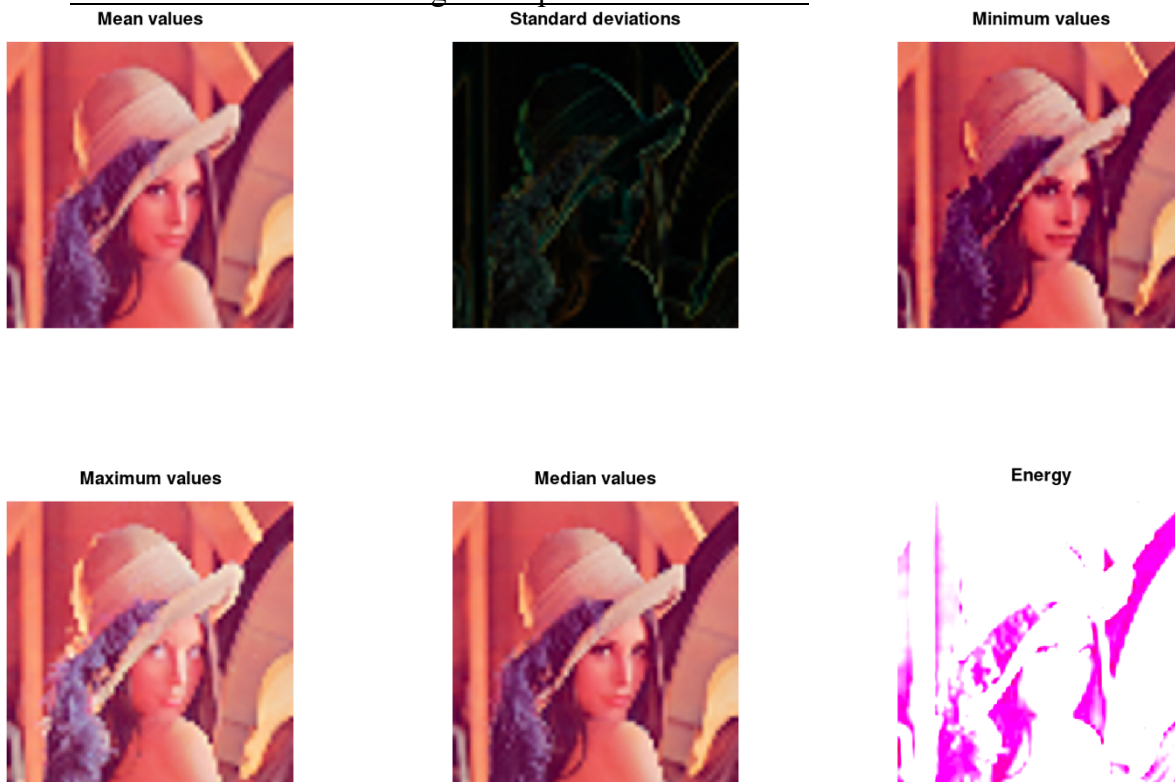 Mean values
Standard deviations
Minimum values
Maximum values
Median values
Energy